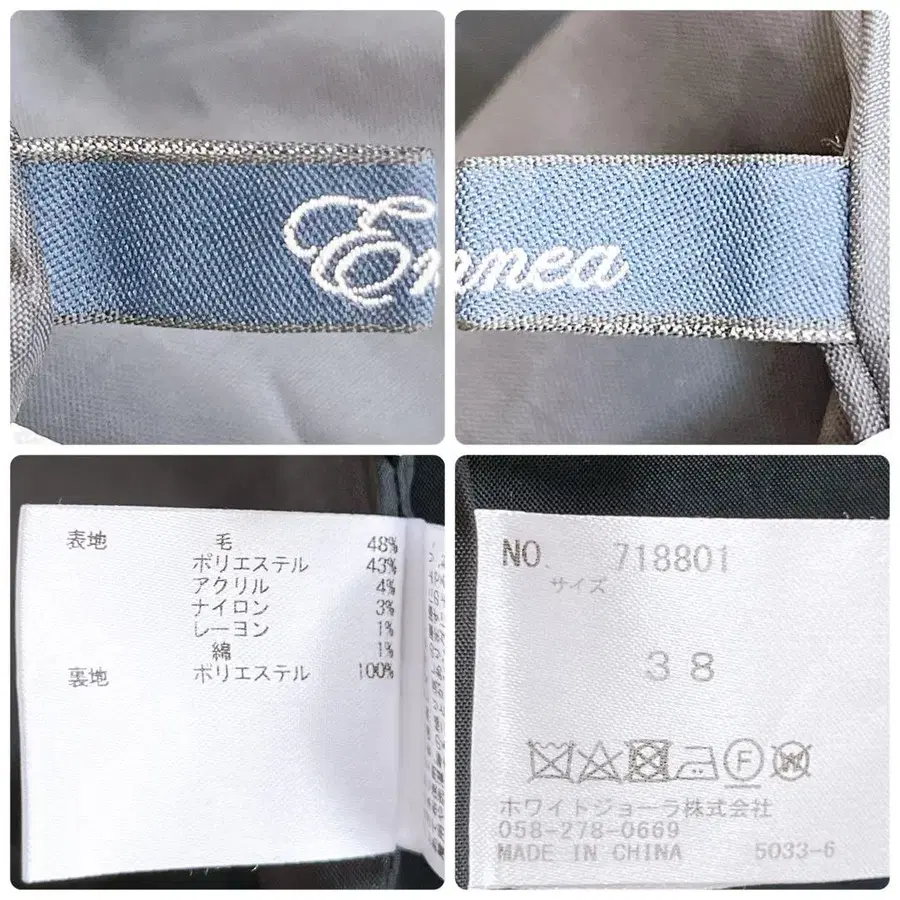 Ennea
表地 毛 48%
ポリエステル 43%
アクリル 4%
ナイロン 3%
レーヨン 1%
綿 1%
裏地 ポリエステル 100%
NO. 718801
サイズ
38
ホワイトジョーラ株式会社
058-278-0669
MADE IN CHINA 5033-6